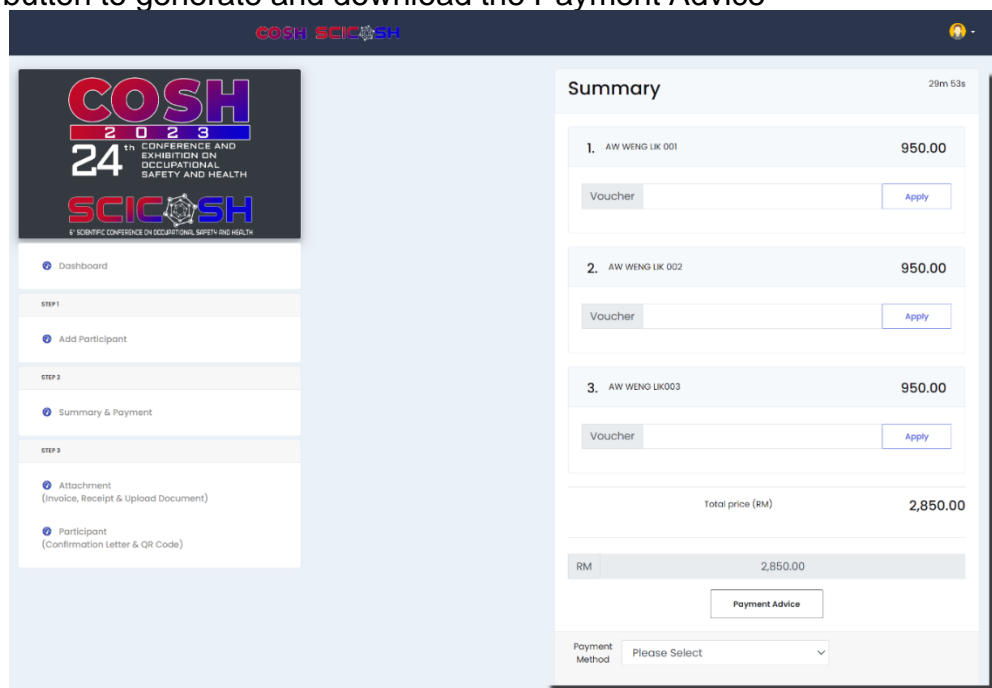 button to generate and download the Payment Advice
COSH SCICOSH
COSH
2023
24th CONFERENCE AND
EXHIBITION ON
OCCUPATIONAL
SAFETY AND HEALTH
SCICOSH
6th SCIENTIFIC CONFERENCE ON OCCUPATIONAL SAFETY AND HEALTH
Dashboard
STEP 1
Add Participant
STEP 2
Summary & Payment
STEP 3
Attachment
(Invoice, Receipt & Upload Document)
Participant
(Confirmation Letter & QR Code)
Summary 29m 53s
1. AW WENG LIK 001 950.00
Voucher Apply
2. AW WENG LIK 002 950.00
Voucher Apply
3. AW WENG LIK003 950.00
Voucher Apply
Total price (RM) 2,850.00
RM 2,850.00
Payment Advice
Payment
Method Please Select